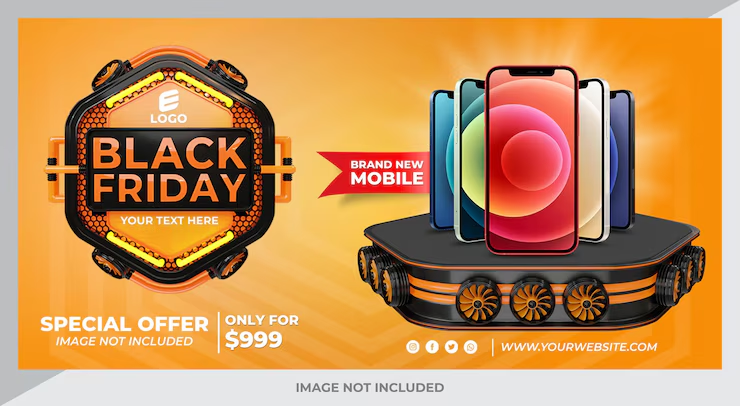 LOGO
BLACK
FRIDAY
YOUR TEXT HERE
BRAND NEW
MOBILE
SPECIAL OFFER
IMAGE NOT INCLUDED
ONLY FOR
$999
WWW.YOURWEBSITE.COM
IMAGE NOT INCLUDED